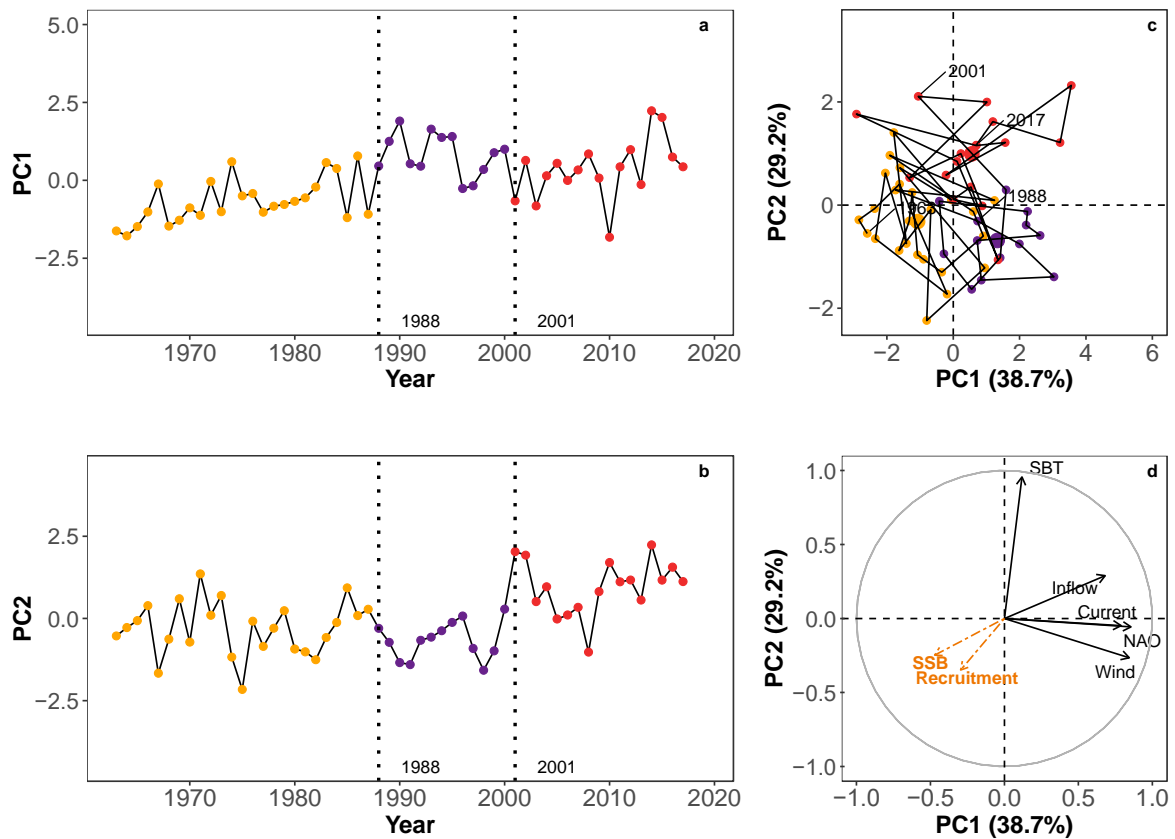 a
5.0
2.5
0.0
−2.5
PC1
1988
2001
1970
1980
1990
2000
2010
2020
Year
c
2001
2017
1988
963
2
0
−2
PC2 (29.2%)
−2
0
2
4
6
PC1 (38.7%)
b
2.5
0.0
−2.5
PC2
1988
2001
1970
1980
1990
2000
2010
2020
Year
d
1.0
0.5
0.0
−0.5
−1.0
PC2 (29.2%)
SBT
Inflow
Current
NAO
Wind
SSB
Recruitment
−1.0
−0.5
0.0
0.5
1.0
PC1 (38.7%)